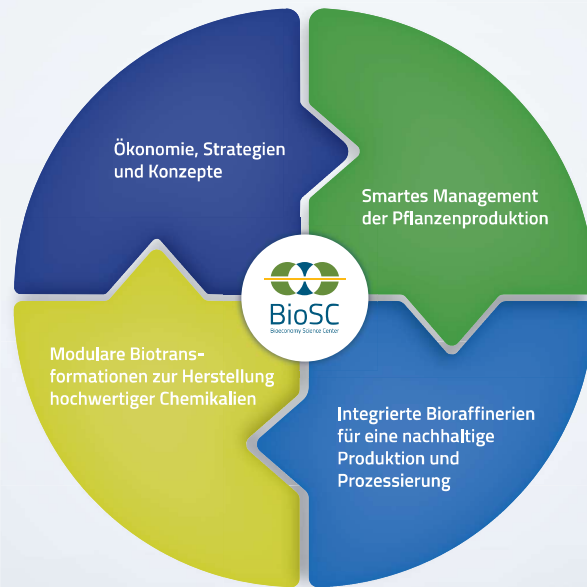 Ökonomie, Strategien
und Konzepte
Smartes Management
der Pflanzenproduktion
BioSC
Bioeconomy Science Center
Modulare Biotrans-
formationen zur Herstellung
hochwertiger Chemikalien
Integrierte Bioraffinerien
für eine nachhaltige
Produktion und
Prozessierung